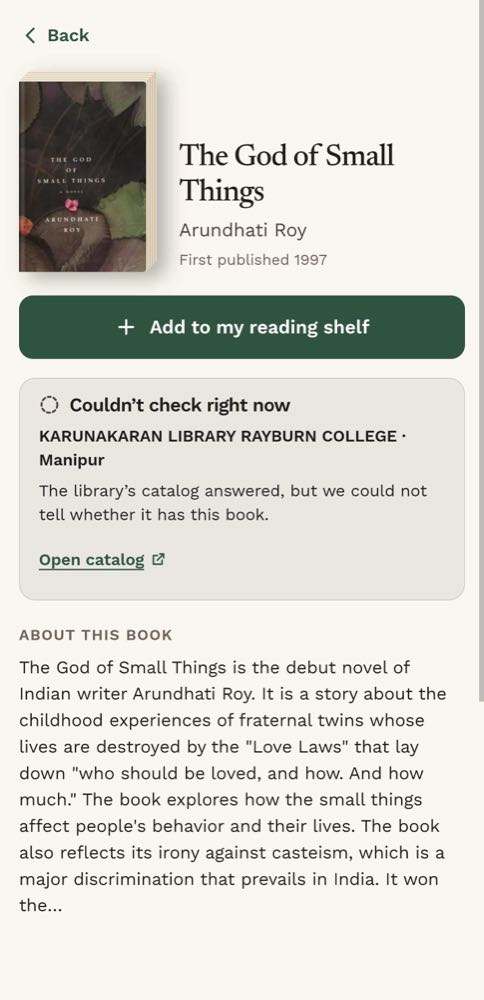 Back
THE GOD
OF
SMALL THINGS
A NOVEL
ARUNDHATI
ROY
The God of Small
Things
Arundhati Roy
First published 1997
+ Add to my reading shelf
Couldn’t check right now
KARUNAKARAN LIBRARY RAYBURN COLLEGE ·
Manipur
The library’s catalog answered, but we could not
tell whether it has this book.
Open catalog
ABOUT THIS BOOK
The God of Small Things is the debut novel of
Indian writer Arundhati Roy. It is a story about the
childhood experiences of fraternal twins whose
lives are destroyed by the "Love Laws" that lay
down "who should be loved, and how. And how
much." The book explores how the small things
affect people's behavior and their lives. The book
also reflects its irony against casteism, which is a
major discrimination that prevails in India. It won
the...